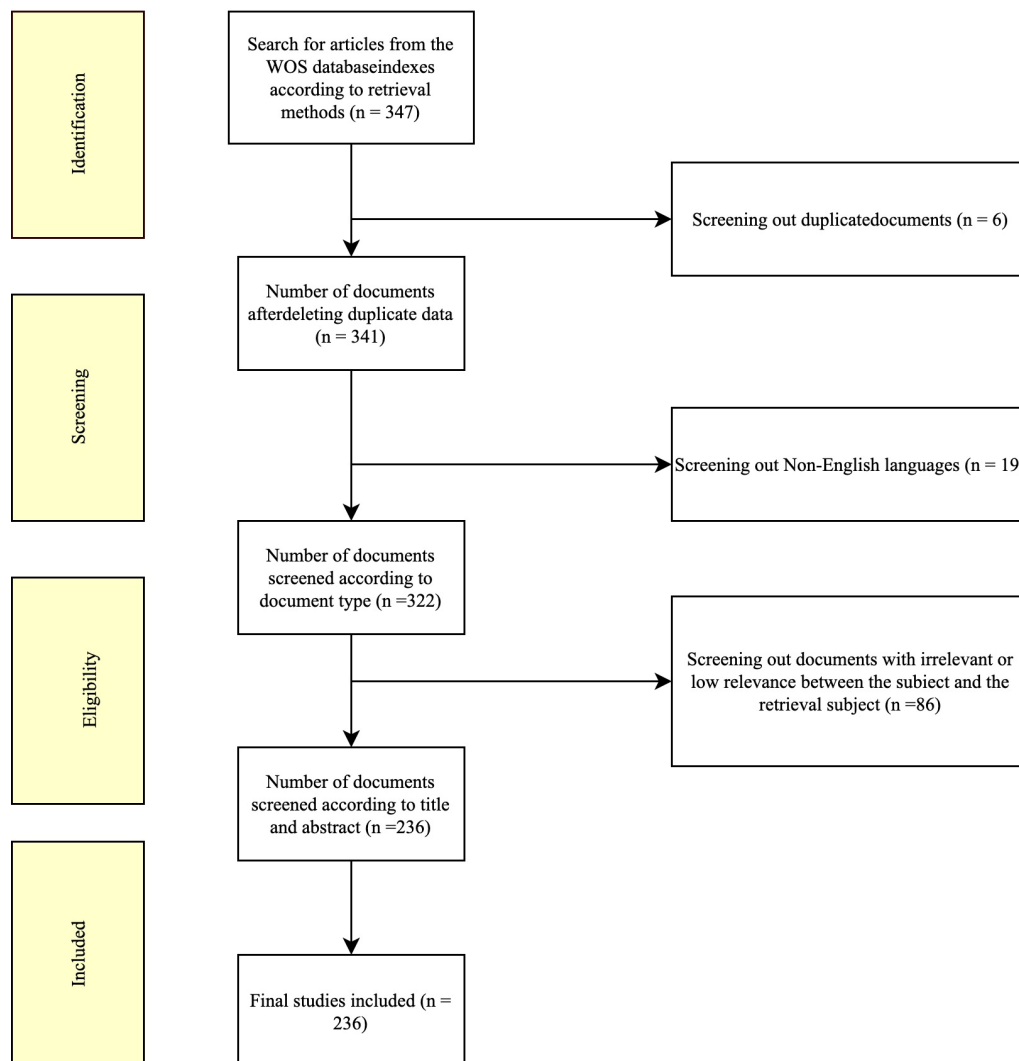 Identification
Search for articles from the
WOS databaseindexes
according to retrieval
methods (n = 347)
Screening out duplicatedocuments (n = 6)
Number of documents
afterdeleting duplicate data
(n = 341)
Screening
Screening out Non-English languages (n = 19
Number of documents
screened according to
document type (n =322)
Eligibility
Screening out documents with irrelevant or
low relevance between the subiect and the
retrieval subject (n =86)
Number of documents
screened according to title
and abstract (n =236)
Included
Final studies included (n =
236)